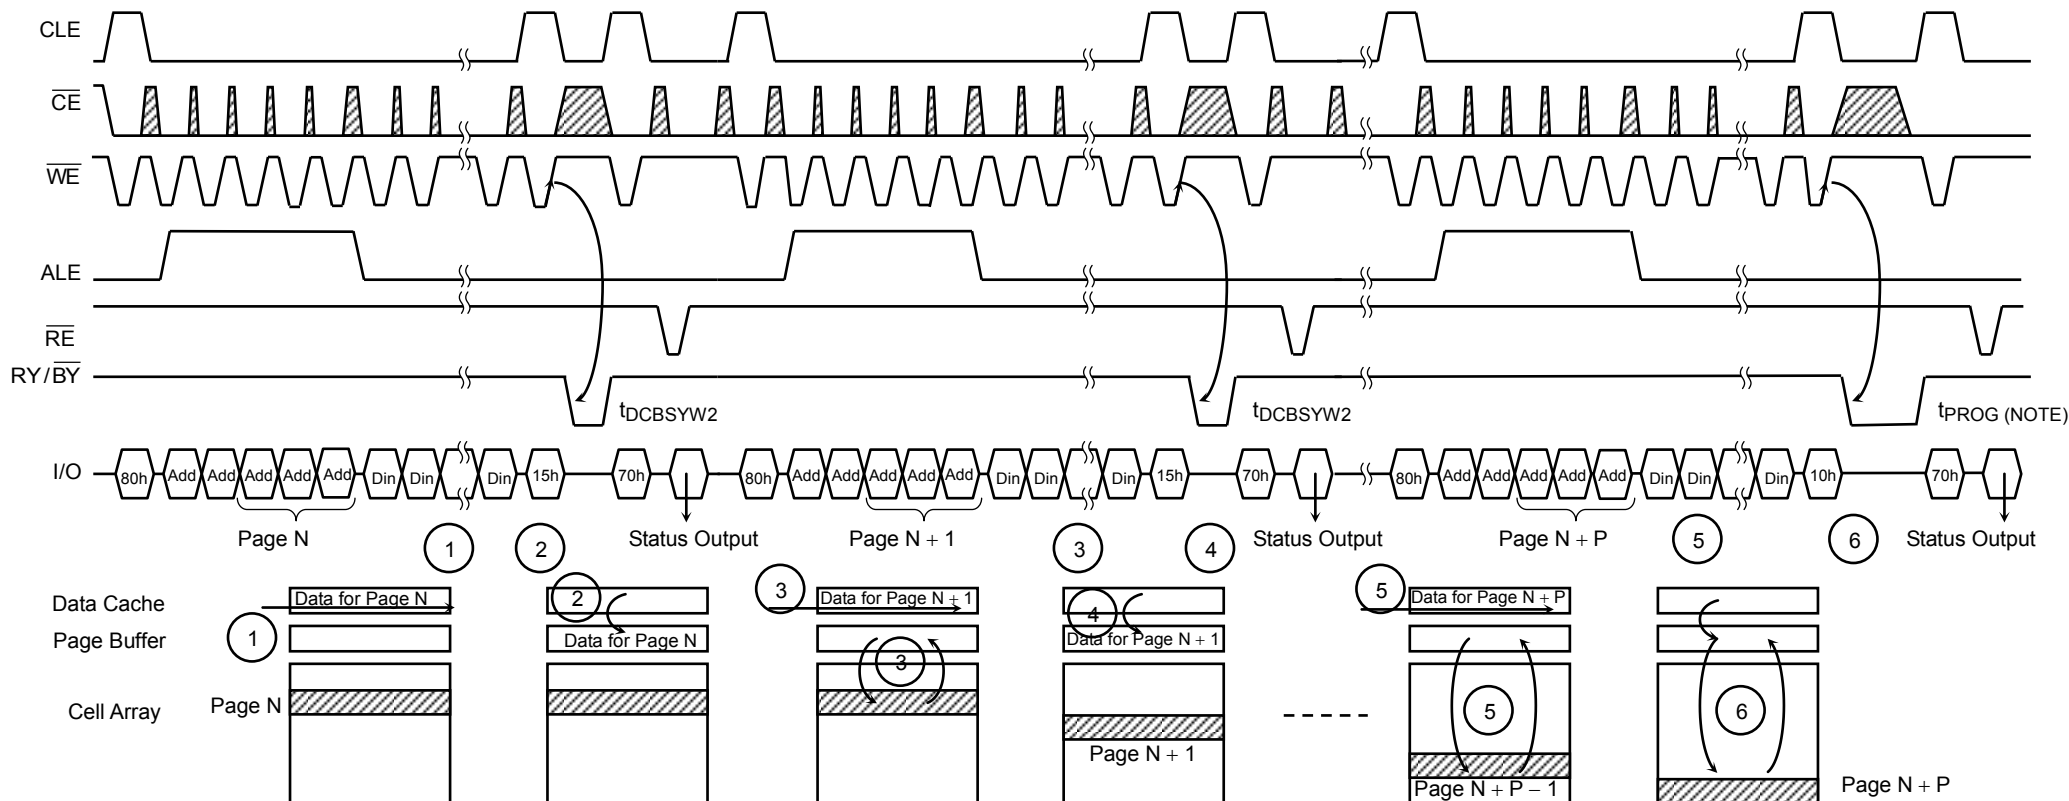 CLE
CE
WE
ALE
RE
RY/BY
tDCBSYW2 tDCBSYW2 tPROG (NOTE)
I/O 80h Add Add Add Add Add Din Din Din 15h 70h 80h Add Add Add Add Add Din Din Din 15h 70h 80h Add Add Add Add Add Din Din Din 10h 70h
Page N 1 2 Status Output Page N + 1 3 4 Status Output Page N + P 5 6 Status Output
Data Cache Data for Page N 2 3 Data for Page N + 1 5 Data for Page N + P
Page Buffer 1 Data for Page N 3 4 Data for Page N + 1
Cell Array Page N 5 6
Page N + 1
Page N + P − 1 Page N + P